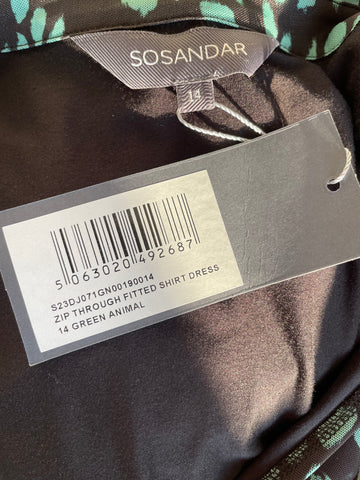 SOSANDAR
14
5 063020 492687
S23DJ071GN00190014
ZIP THROUGH FITTED SHIRT DRESS
14 GREEN ANIMAL